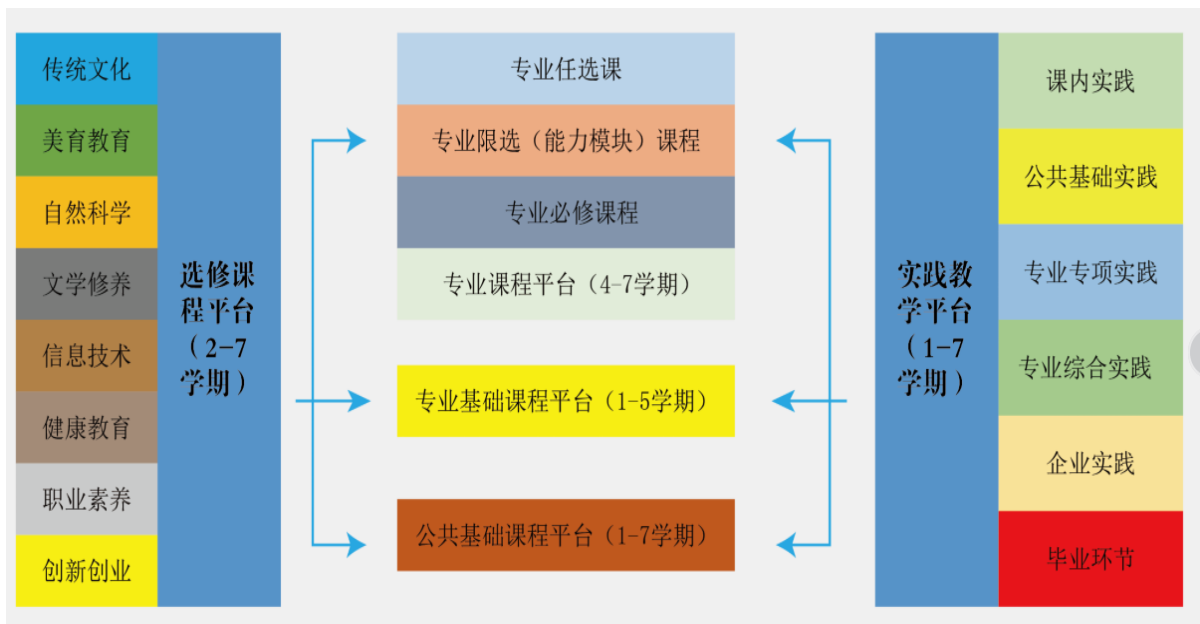 传统文化
美育教育
自然科学
文学修养
信息技术
健康教育
职业素养
创新创业
选修课
程平台
（2-7
学期）
专业任选课
专业限选（能力模块）课程
专业必修课程
专业课程平台（4-7学期）
专业基础课程平台（1-5学期）
公共基础课程平台（1-7学期）
实践教
学平台
（1-7
学期）
课内实践
公共基础实践
专业专项实践
专业综合实践
企业实践
毕业环节